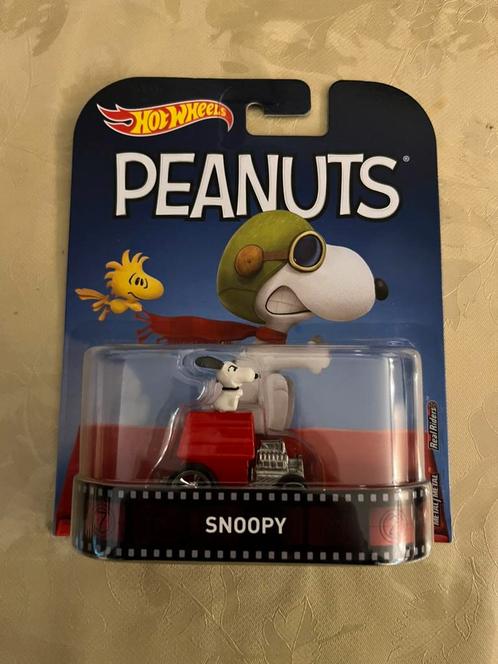 HOT WHEELS
PEANUTS®
Real Riders
METAL/METAL
SNOOPY